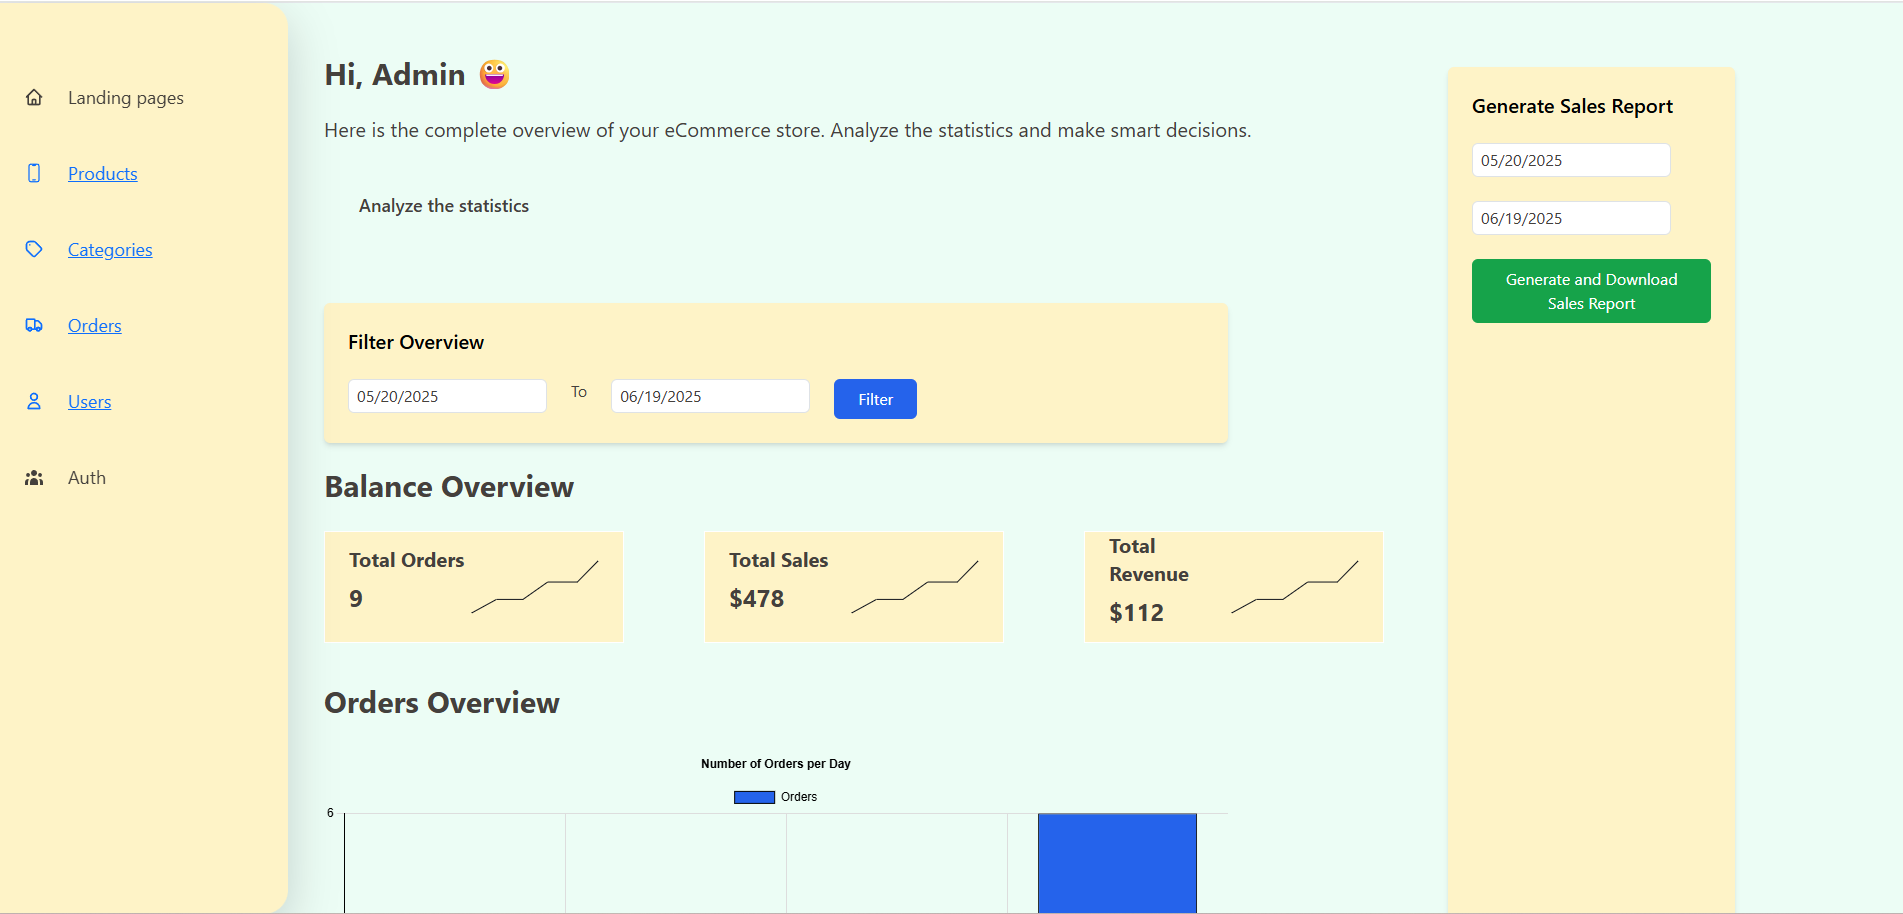 Landing pages
Products
Categories
Orders
Users
Auth
Hi, Admin 😀
Here is the complete overview of your eCommerce store. Analyze the statistics and make smart decisions.
Analyze the statistics
Filter Overview
05/20/2025 To 06/19/2025 Filter
Balance Overview
Total Orders
9
Total Sales
$478
Total
Revenue
$112
Orders Overview
Number of Orders per Day
Orders
6
Generate Sales Report
05/20/2025
06/19/2025
Generate and Download
Sales Report